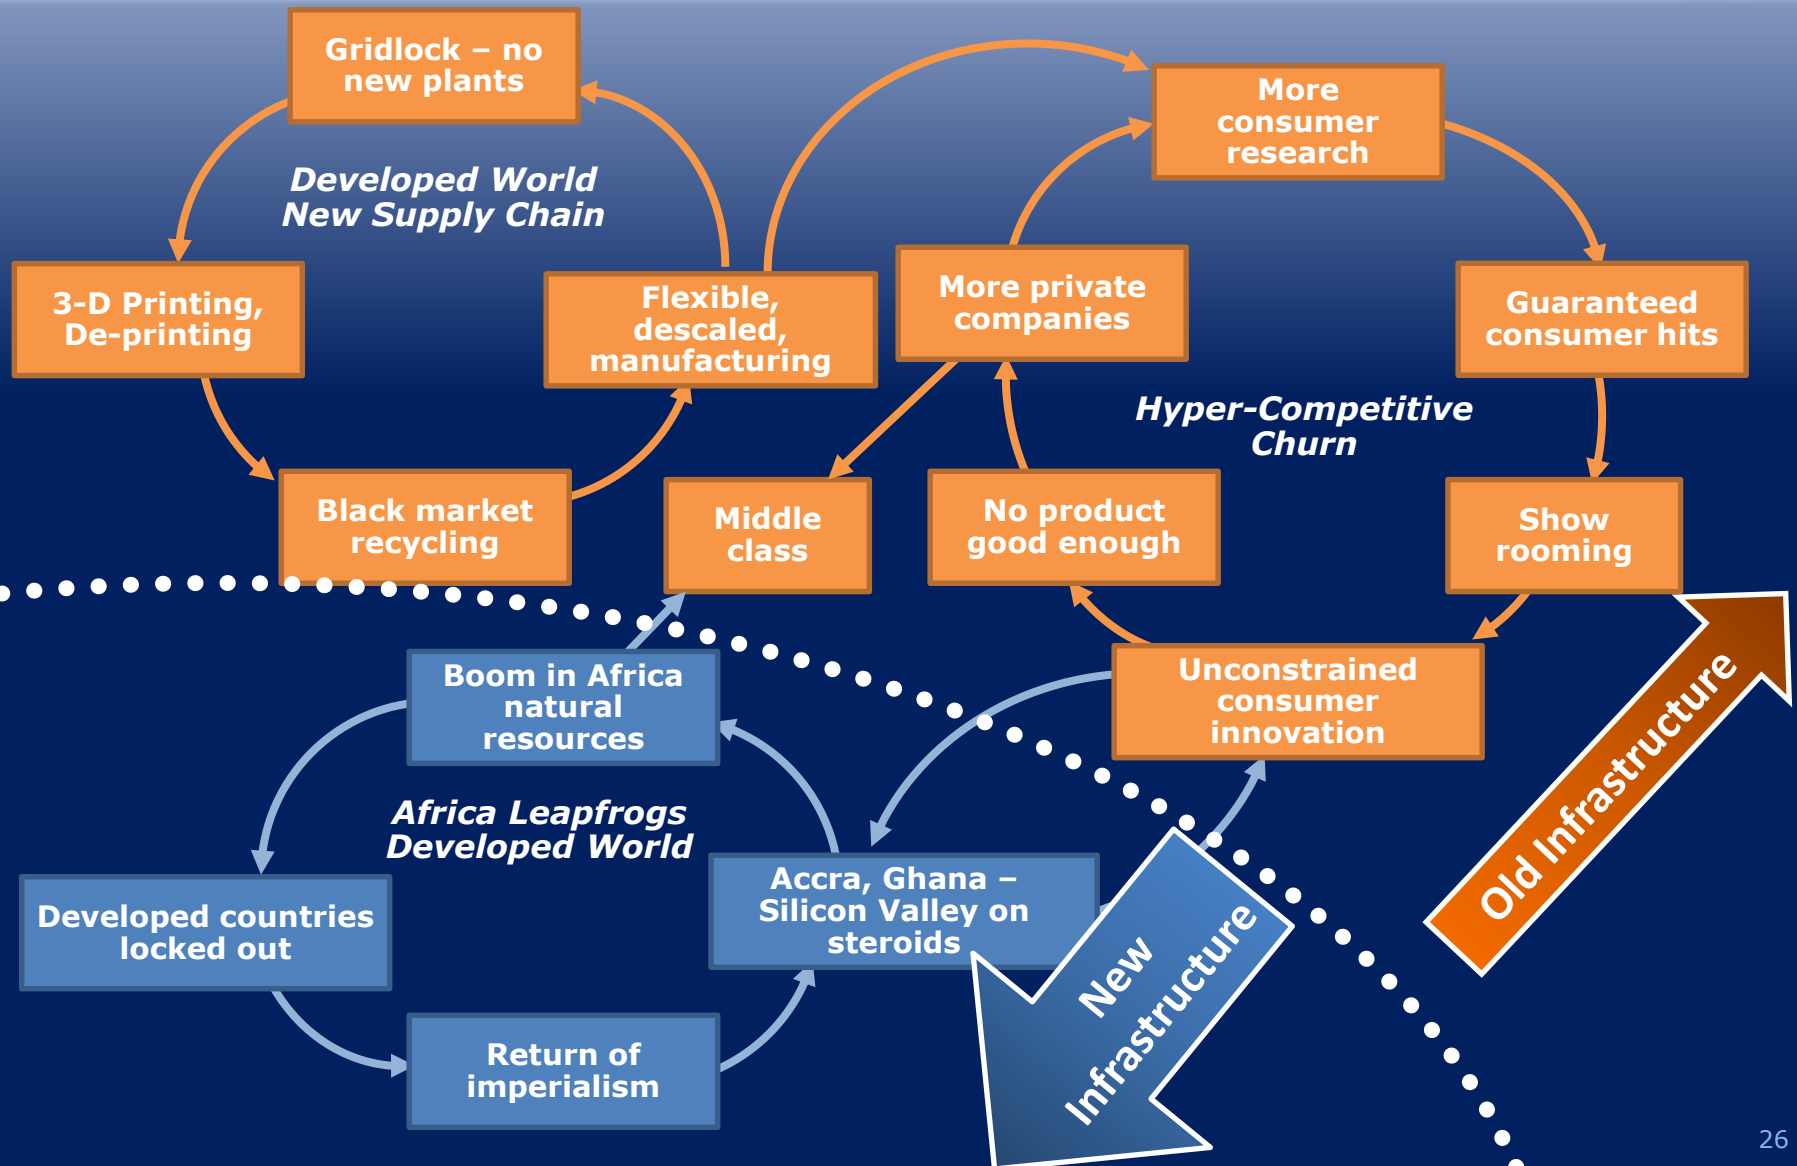 Gridlock – no
new plants
More
consumer
research
Developed World
New Supply Chain
3-D Printing,
De-printing
Flexible,
descaled,
manufacturing
More private
companies
Guaranteed
consumer hits
Hyper-Competitive
Churn
Black market
recycling
Middle
class
No product
good enough
Show
rooming
Boom in Africa
natural
resources
Unconstrained
consumer
innovation
Old Infrastructure
Africa Leapfrogs
Developed World
Developed countries
locked out
Accra, Ghana –
Silicon Valley on
steroids
New
Infrastructure
Return of
imperialism
26